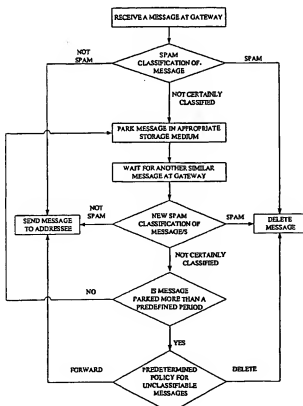 RECEIVE A MESSAGE AT GATEWAY
NOT
SPAM
SPAM
CLASSIFICATION OF
MESSAGE
SPAM
NOT CERTAINLY
CLASSIFIED
PARK MESSAGE IN APPROPRIATE
STORAGE MEDIUM
WAIT FOR ANOTHER SIMILAR
MESSAGE AT GATEWAY
SEND MESSAGE
TO ADDRESSEE
NOT
SPAM
NEW SPAM
CLASSIFICATION OF
MESSAGE/S
SPAM
DELETE
MESSAGE
NOT CERTAINLY
CLASSIFIED
NO
IS MESSAGE
PARKED MORE THAN A
PREDEFINED PERIOD
YES
FORWARD
PREDETERMINED
POLICY FOR
UNCLASSIFIABLE
MESSAGES
DELETE